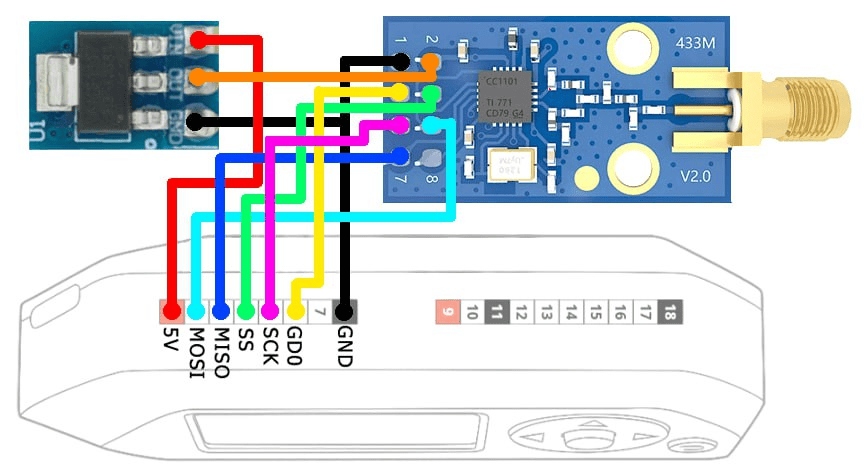 U1
VIN
OUT
GND
1
2
7
8
CC1101
TI 771
CD79 G4
433M
V2.0
7
9
10
11
12
13
14
15
16
17
18
5V
MOSI
MISO
SS
SCK
GD0
GND